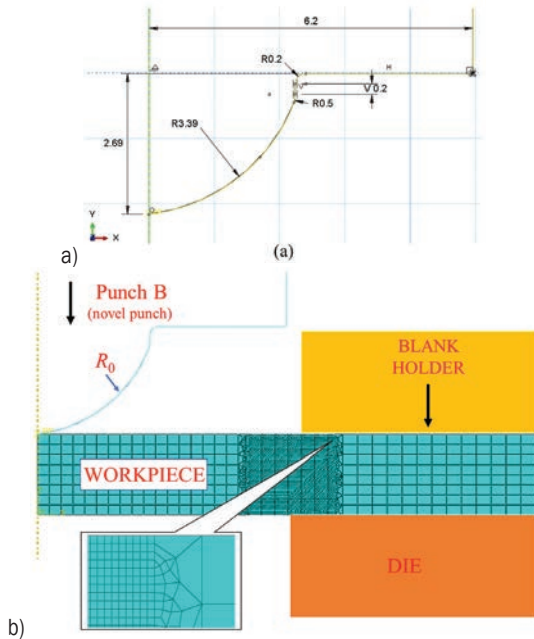 6.2
R0.2
H
V
V 0.2
R0.5
R3.39
2.69
Y
X
a)
(a)
Punch B
(novel punch)
R0
BLANK
HOLDER
WORKPIECE
DIE
b)